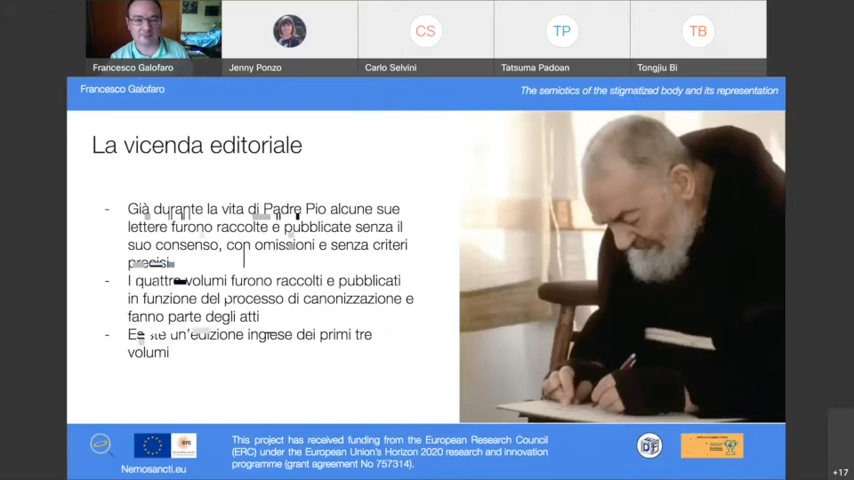 CS
TP
TB
Francesco Galofaro
Jenny Ponzo
Carlo Selvini
Tatsuma Padoan
Tongjiu Bi
Francesco Galofaro
The semiotics of the stigmatized body and its representation
La vicenda editoriale
- Già durante la vita di Padre Pio alcune sue
lettere furono raccolte e pubblicate senza il
suo consenso, con omissioni e senza criteri
precisi
- I quattro volumi furono raccolti e pubblicati
in funzione del processo di canonizzazione e
fanno parte degli atti
- Esiste un'edizione inglese dei primi tre
volumi
This project has received funding from the European Research Council
(ERC) under the European Union's Horizon 2020 research and innovation
programme (grant agreement No 757314).
Nemosancti.eu
erc
+17